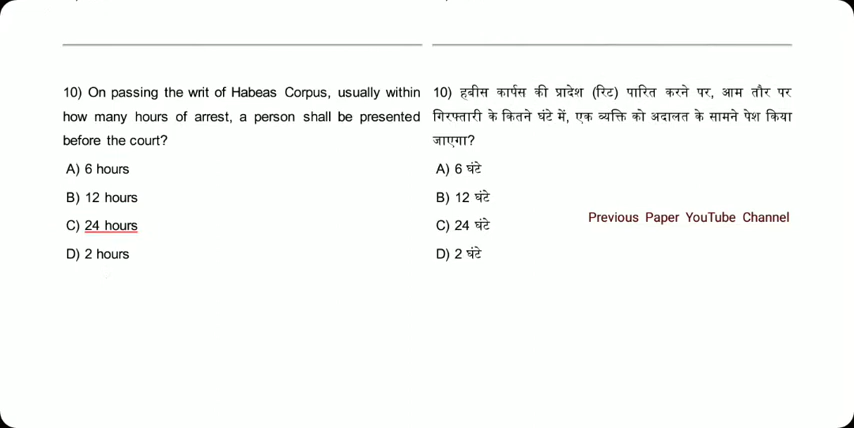 10) On passing the writ of Habeas Corpus, usually within
how many hours of arrest, a person shall be presented
before the court?
A) 6 hours
B) 12 hours
C) 24 hours
D) 2 hours
10) हबीस कार्पस की प्रादेश (रिट) पारित करने पर, आम तौर पर
गिरफ्तारी के कितने घंटे में, एक व्यक्ति को अदालत के सामने पेश किया
जाएगा?
A) 6 घंटे
B) 12 घंटे
C) 24 घंटे
D) 2 घंटे
Previous Paper YouTube Channel